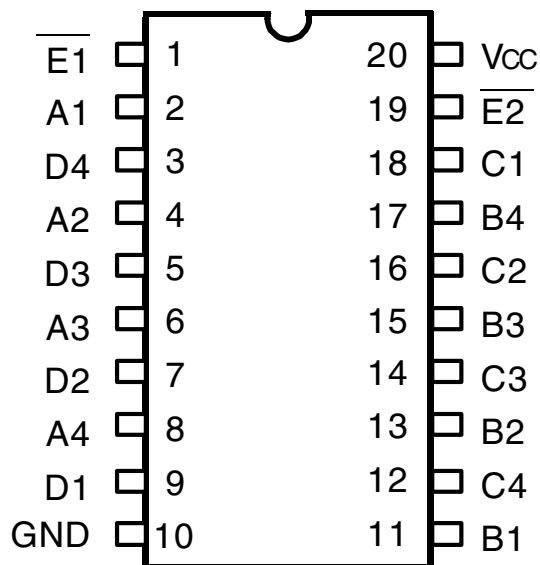 E1 1 20 VCC
A1 2 19 E2
D4 3 18 C1
A2 4 17 B4
D3 5 16 C2
A3 6 15 B3
D2 7 14 C3
A4 8 13 B2
D1 9 12 C4
GND 10 11 B1